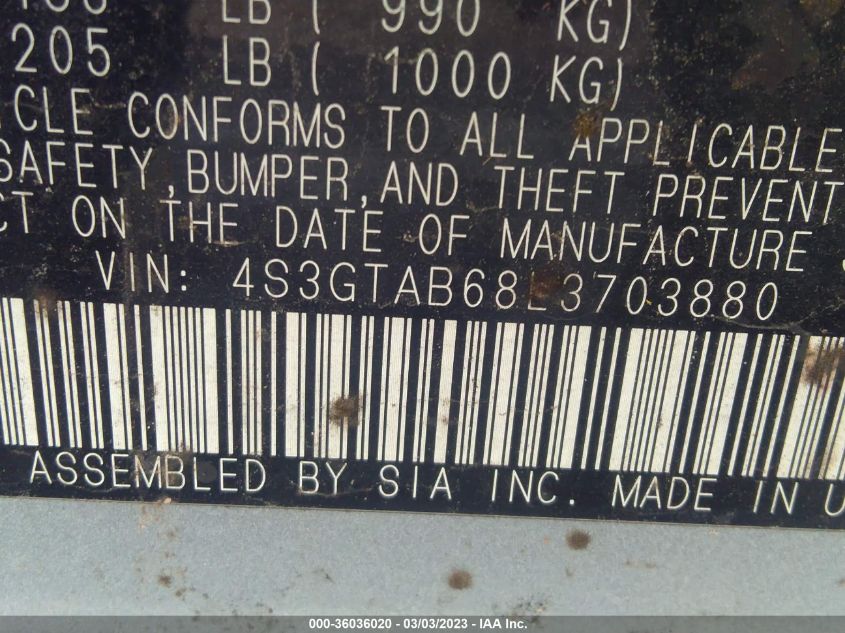 LB ( 990 KG)
205 LB ( 1000 KG)
ICLE CONFORMS TO ALL APPLICABLE
SAFETY, BUMPER, AND THEFT PREVENT
CT ON THE DATE OF MANUFACTURE
VIN: 4S3GTAB68L3703880
ASSEMBLED BY SIA INC. MADE IN U
000-36036020 — 03/03/2023 — IAA Inc.